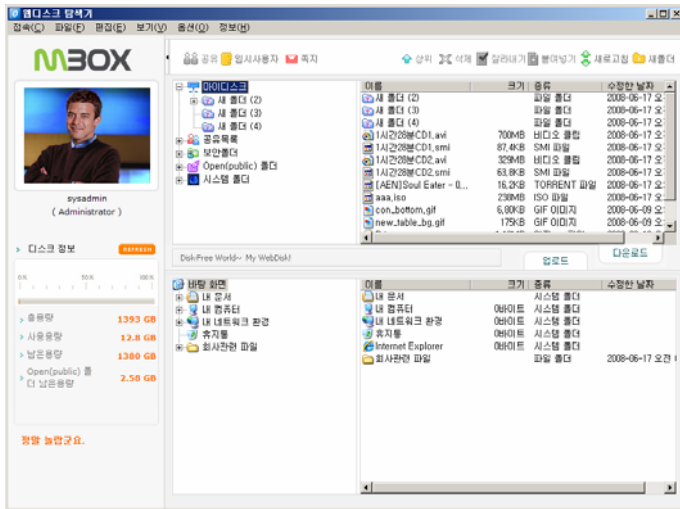 웹디스크 탐색기
접속(C) 파일(F) 편집(E) 보기(V) 옵션(O) 정보(H)
MBOX
공유 임시사용자 쪽지
상위 삭제 잘라내기 붙여넣기 새로고침 새폴더
sysadmin
( Administrator )
디스크 정보 REFRESH
0% 50% 100%
총용량 1393 GB
사용용량 12.8 GB
남은용량 1380 GB
Open(public) 폴더 남은용량 2.58 GB
정말 놀랍군요.
마이디스크
새 폴더 (2)
새 폴더 (3)
새 폴더 (4)
공유목록
보안폴더
Open(public) 폴더
시스템 폴더
이름 크기 종류 수정한 날짜
새 폴더 (2) 파일 폴더 2008-06-17 오
새 폴더 (3) 파일 폴더 2008-06-17 오
새 폴더 (4) 파일 폴더 2008-06-17 오
1시간28분CD1.avi 700MB 비디오 클립 2008-06-17 오
1시간28분CD1.smi 87,4KB SMI 파일 2008-06-17 오
1시간28분CD2.avi 329MB 비디오 클립 2008-06-17 오
1시간28분CD2.smi 63,8KB SMI 파일 2008-06-17 오
[AEN]Soul Eater - 0... 16,2KB TORRENT 파일 2008-06-17 오
aaa.iso 238MB ISO 파일 2008-06-17 오
con_bottom.gif 6,80KB GIF 이미지 2008-06-09 오
new_table_bg.gif 175KB GIF 이미지 2008-06-09 오
DiskFree World~ My WebDisk!
업로드 다운로드
바탕 화면
내 문서
내 컴퓨터
내 네트워크 환경
휴지통
회사관련 파일
이름 크기 종류 수정한 날짜
내 문서 시스템 폴더
내 컴퓨터 0바이트 시스템 폴더
내 네트워크 환경 0바이트 시스템 폴더
휴지통 0바이트 시스템 폴더
Internet Explorer 0바이트 시스템 폴더
회사관련 파일 파일 폴더 2008-06-17 오전